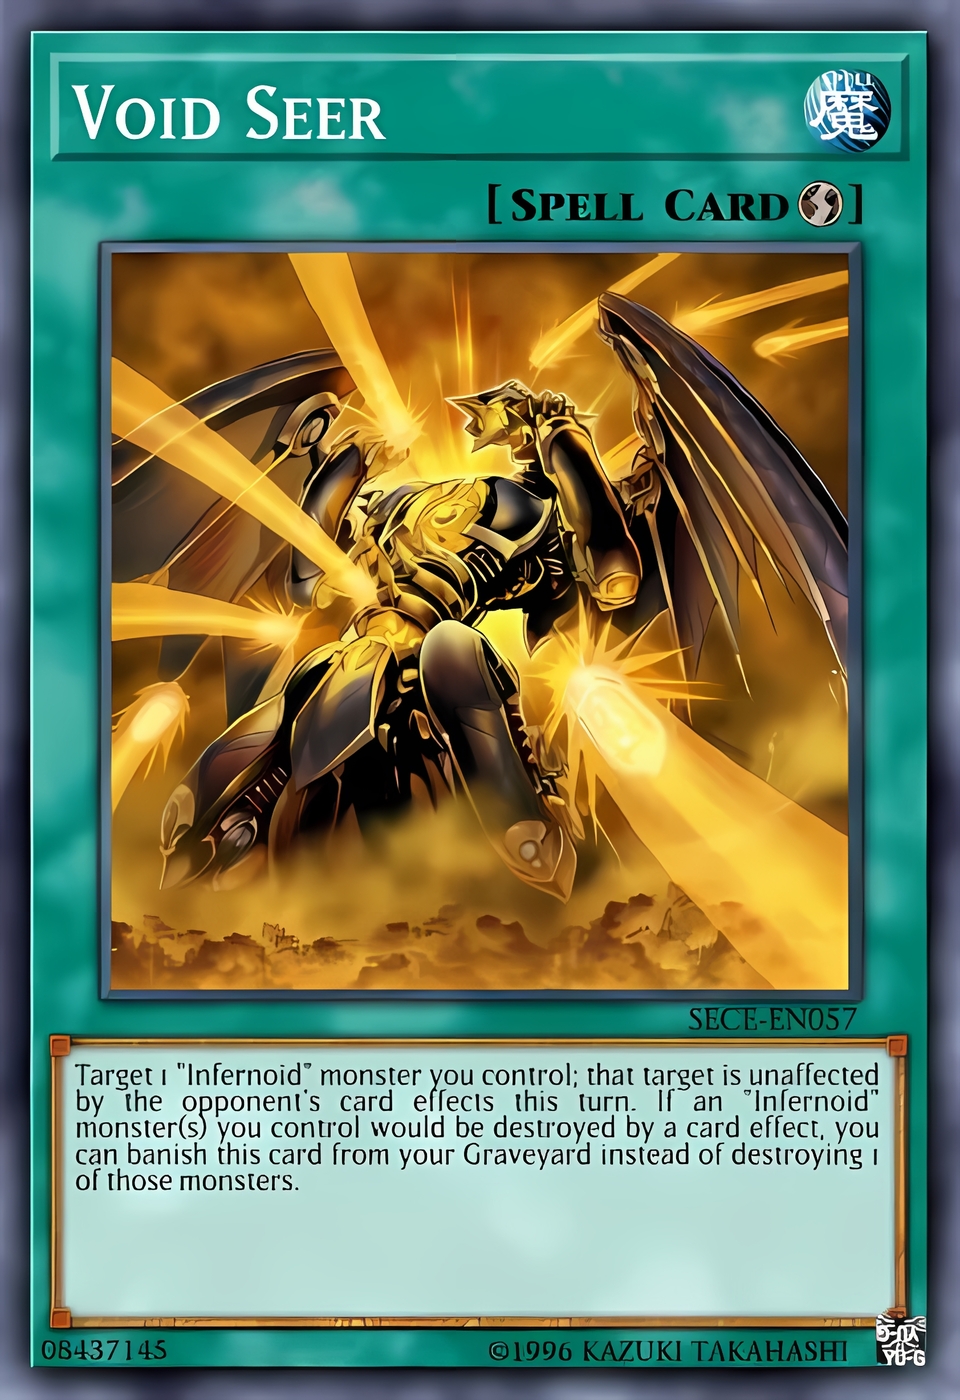 VOID SEER
魔
[SPELL CARD]
SECE-EN057
Target 1 "Infernoid" monster you control; that target is unaffected
by the opponent's card effects this turn. If an "Infernoid"
monster(s) you control would be destroyed by a card effect, you
can banish this card from your Graveyard instead of destroying 1
of those monsters.
08437145
©1996 KAZUKI TAKAHASHI